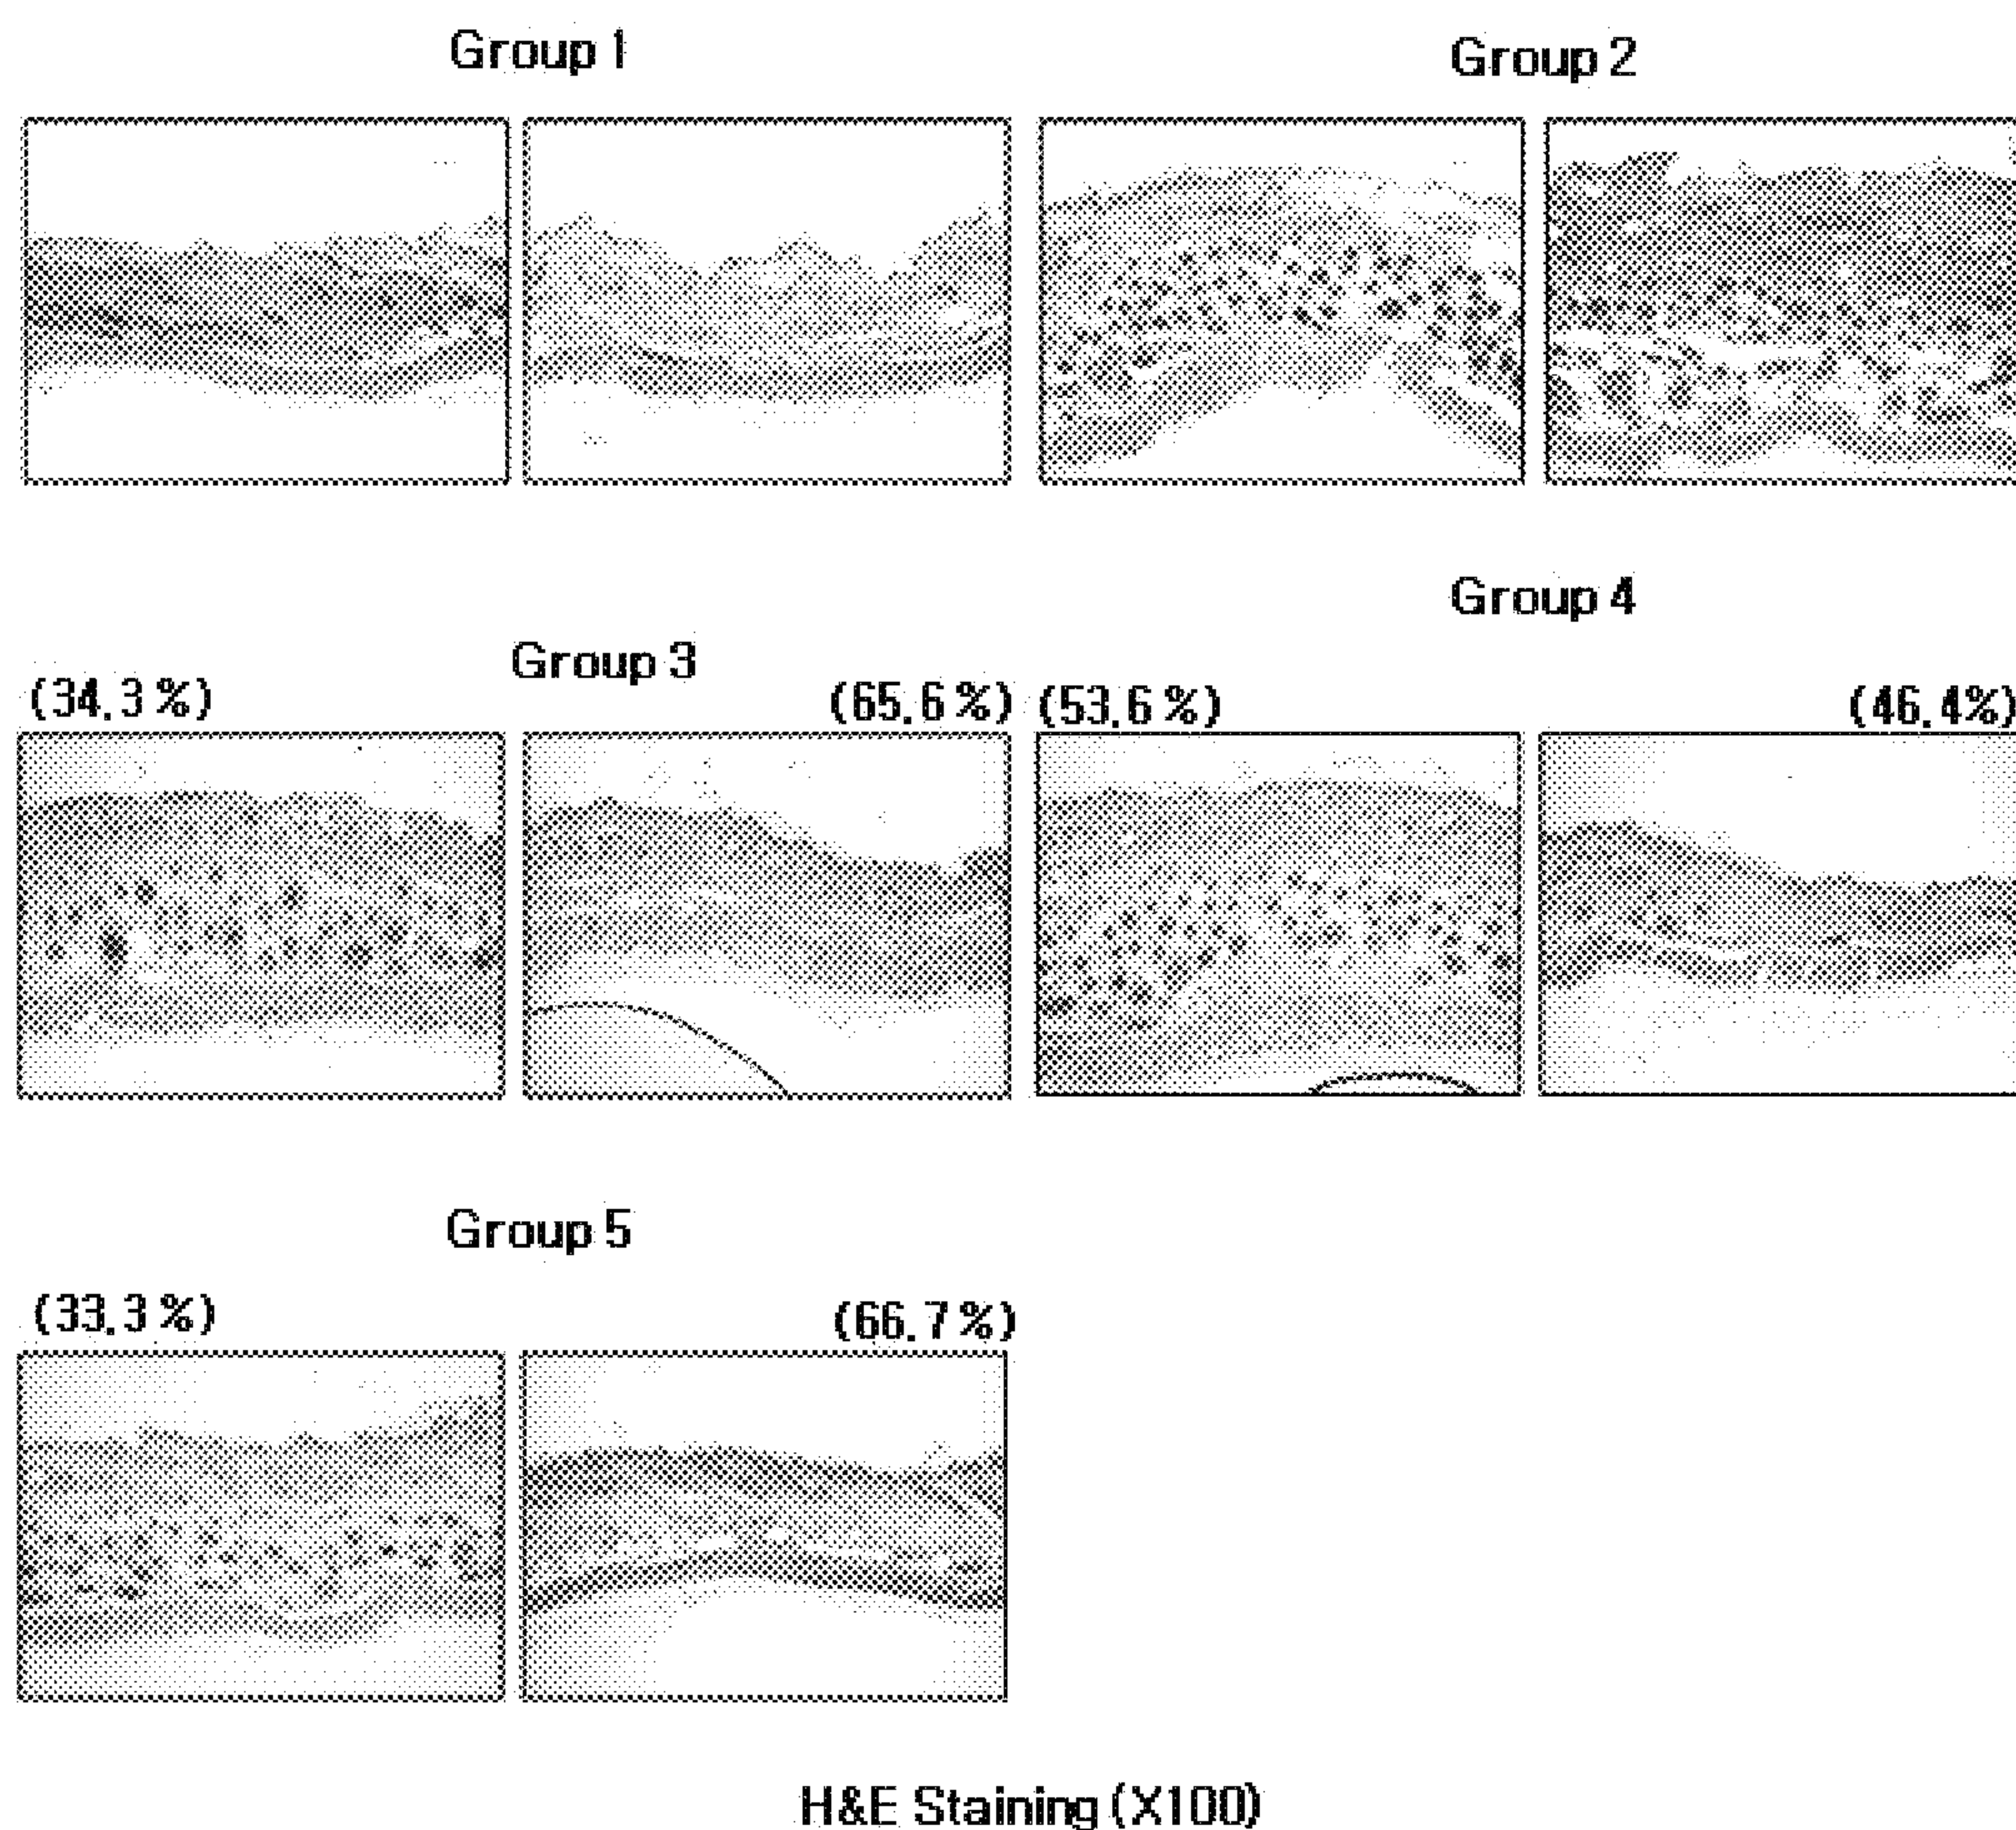 Group 1
Group 2
Group 3
(34.3%)
(65.6%)
Group 4
(53.6%)
(46.4%)
Group 5
(33.3%)
(66.7%)
H&E Staining (X100)